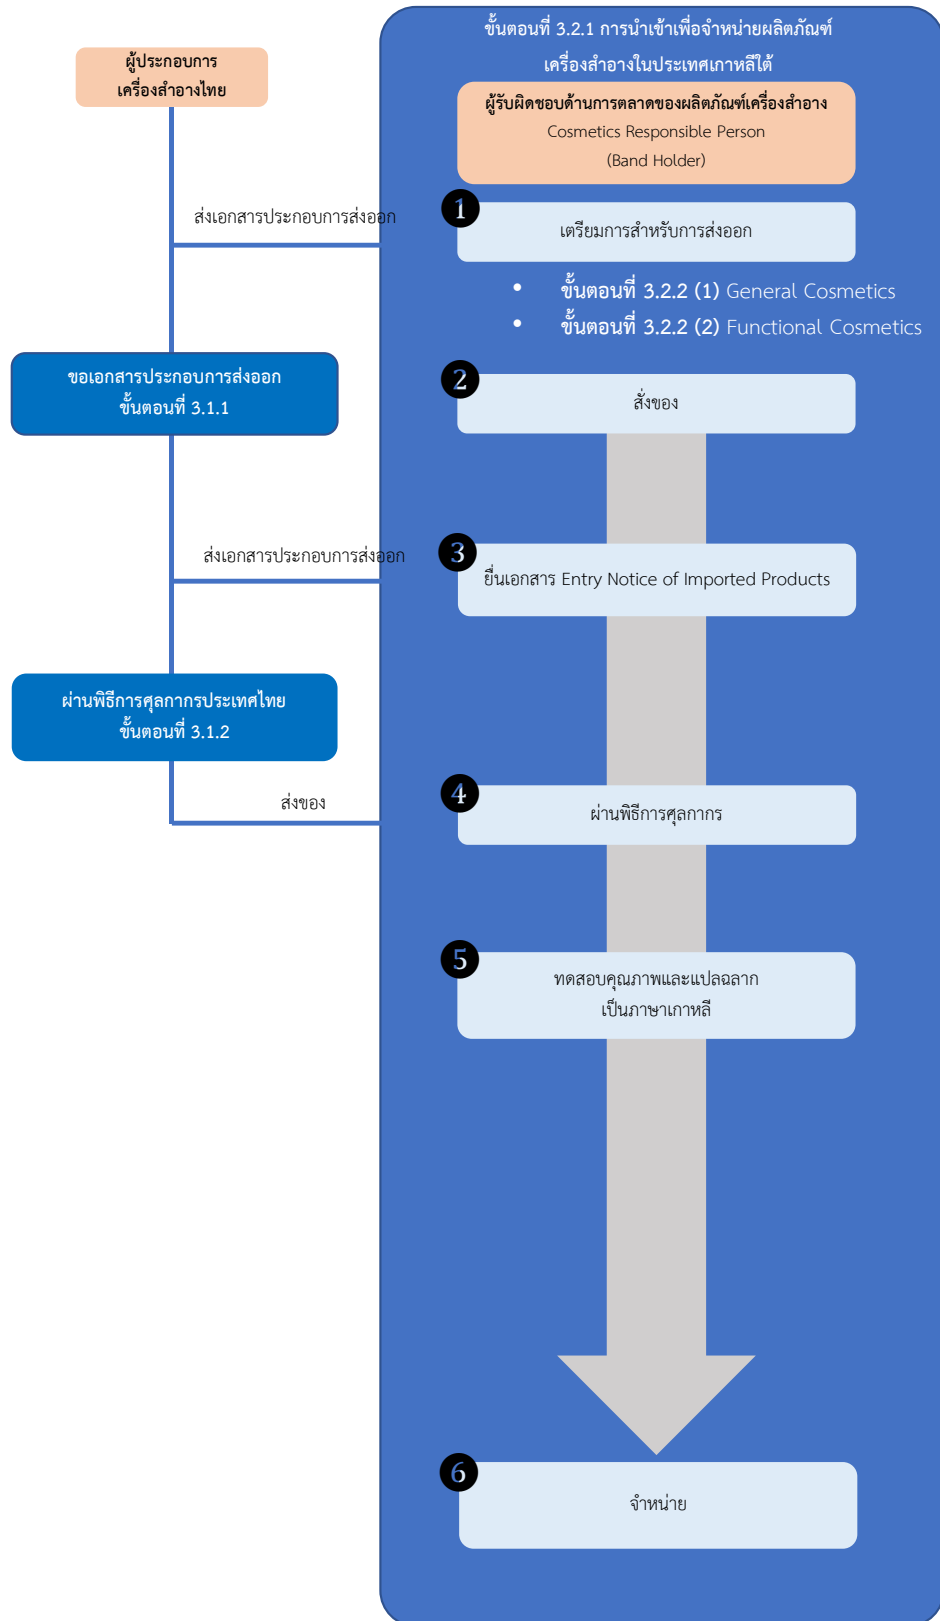 ขั้นตอนที่ 3.2.1 การนำเข้าเพื่อจำหน่ายผลิตภัณฑ์
เครื่องสำอางในประเทศเกาหลีใต้
ผู้ประกอบการ
เครื่องสำอางไทย
ผู้รับผิดชอบด้านการตลาดของผลิตภัณฑ์เครื่องสำอาง
Cosmetics Responsible Person
(Band Holder)
ส่งเอกสารประกอบการส่งออก
1
เตรียมการสำหรับการส่งออก
• ขั้นตอนที่ 3.2.2 (1) General Cosmetics
• ขั้นตอนที่ 3.2.2 (2) Functional Cosmetics
ขอเอกสารประกอบการส่งออก
ขั้นตอนที่ 3.1.1
2
สั่งของ
ส่งเอกสารประกอบการส่งออก
3
ยื่นเอกสาร Entry Notice of Imported Products
ผ่านพิธีการศุลกากรประเทศไทย
ขั้นตอนที่ 3.1.2
ส่งของ
4
ผ่านพิธีการศุลกากร
5
ทดสอบคุณภาพและแปลฉลาก
เป็นภาษาเกาหลี
6
จำหน่าย